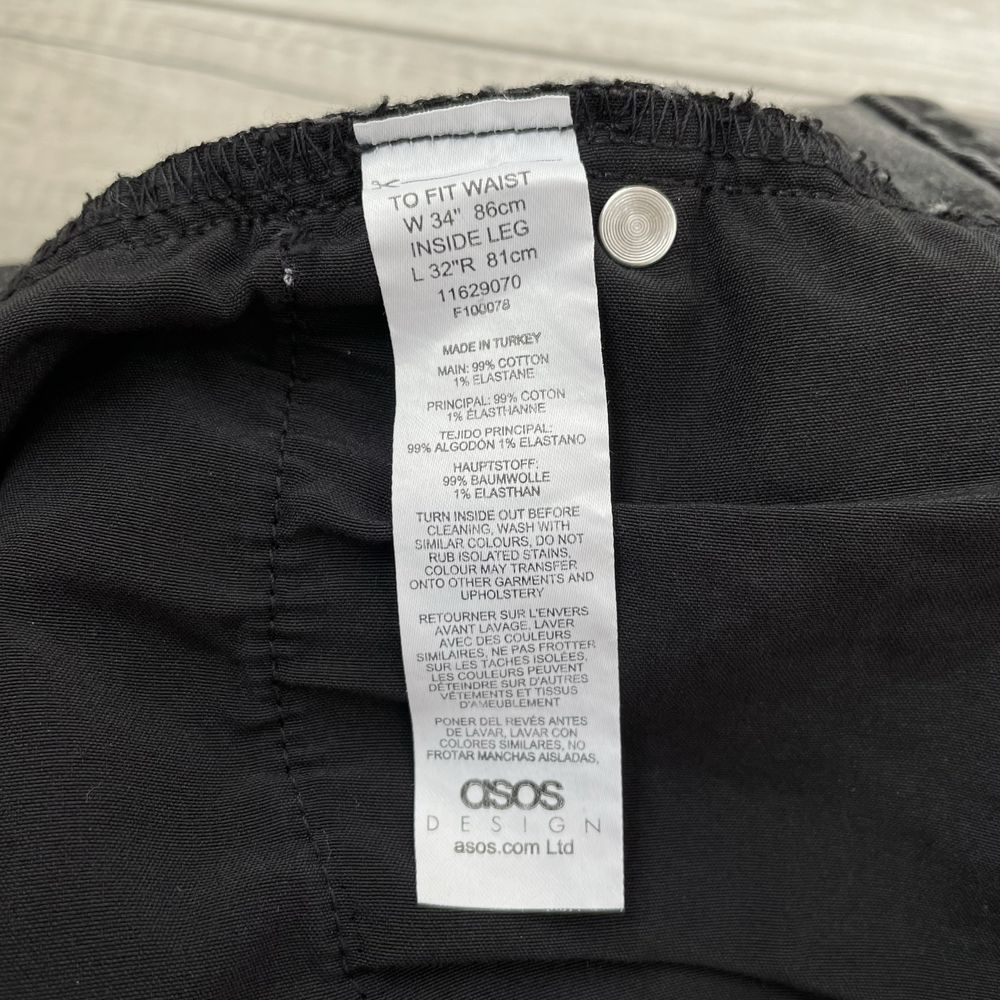 TO FIT WAIST
W 34" 86cm
INSIDE LEG
L 32"R 81cm
11629070
F100078
MADE IN TURKEY
MAIN: 99% COTTON
1% ELASTANE
PRINCIPAL: 99% COTON
1% ÉLASTHANNE
TEJIDO PRINCIPAL:
99% ALGODÓN 1% ELASTANO
HAUPTSTOFF:
99% BAUMWOLLE
1% ELASTHAN
TURN INSIDE OUT BEFORE
CLEANING, WASH WITH
SIMILAR COLOURS, DO NOT
RUB ISOLATED STAINS,
COLOUR MAY TRANSFER
ONTO OTHER GARMENTS AND
UPHOLSTERY
RETOURNER SUR L'ENVERS
AVANT LAVAGE, LAVER
AVEC DES COULEURS
SIMILAIRES, NE PAS FROTTER
SUR LES TACHES ISOLÉES,
LES COULEURS PEUVENT
DÉTEINDRE SUR D'AUTRES
VÊTEMENTS ET TISSUS
D'AMEUBLEMENT
PONER DEL REVÉS ANTES
DE LAVAR, LAVAR CON
COLORES SIMILARES, NO
FROTAR MANCHAS AISLADAS,
asos
DESIGN
asos.com Ltd